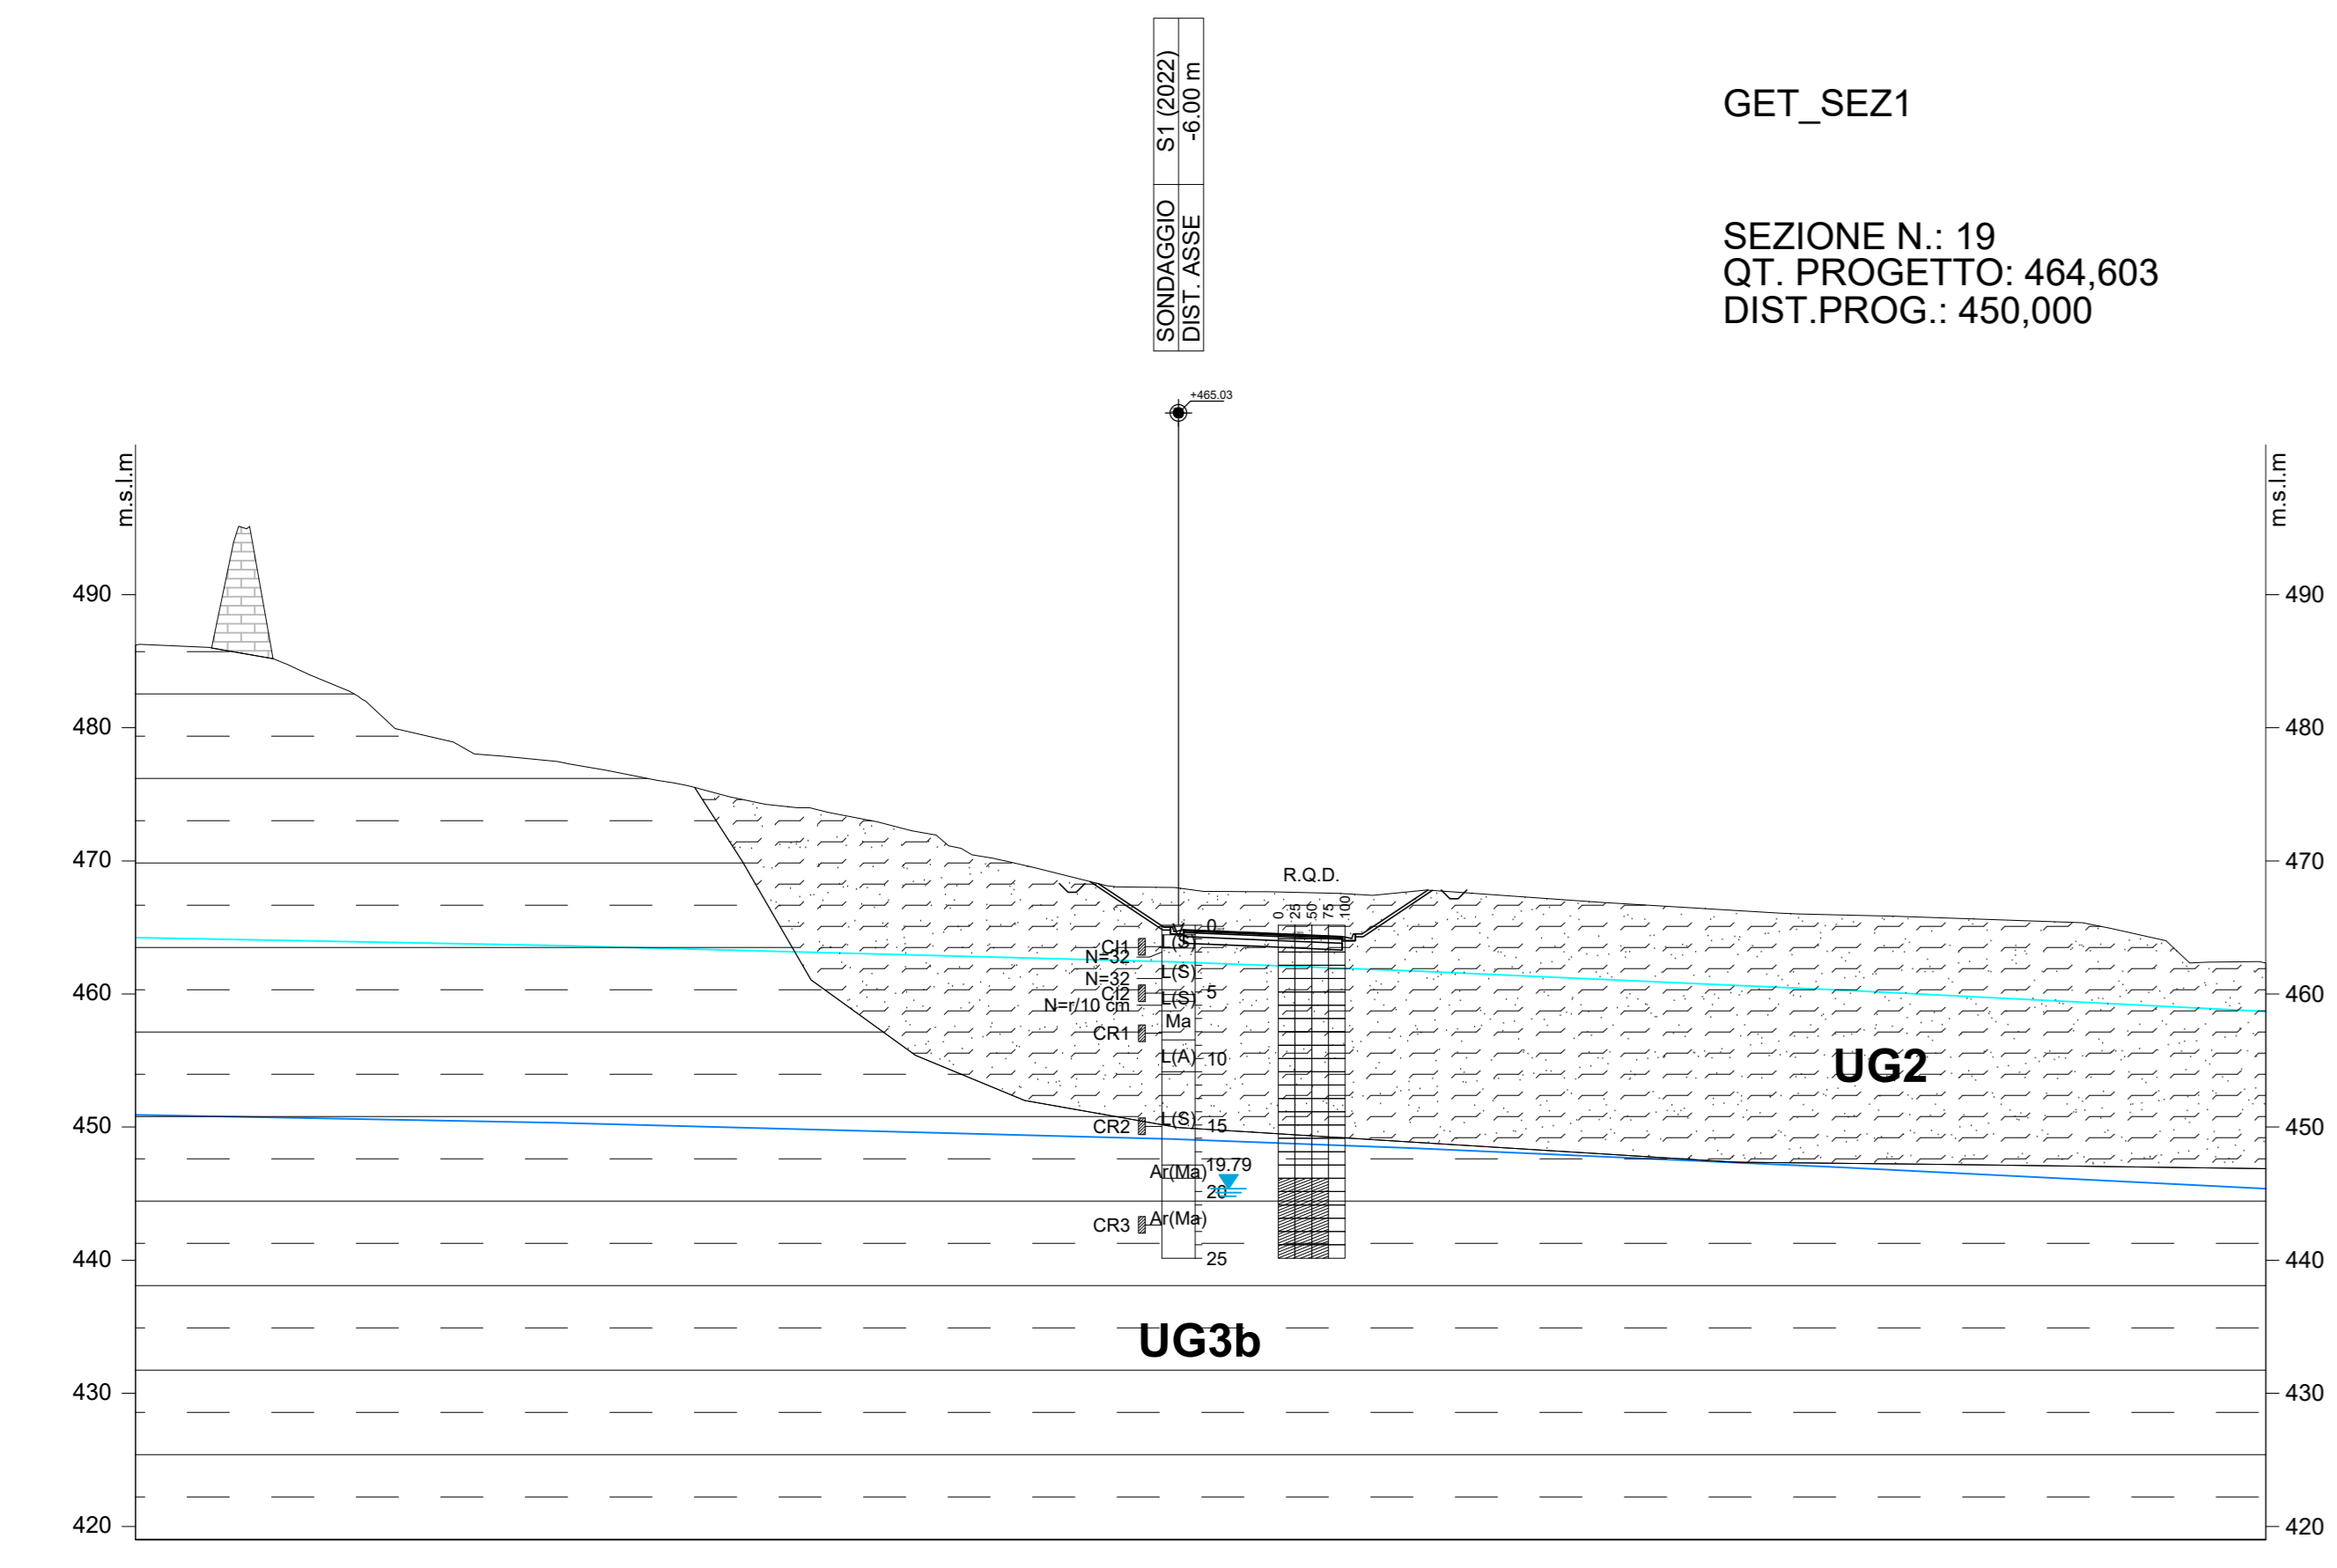 SONDAGGIO S1 (2022)
DIST. ASSE -6.00 m
GET_SEZ1
SEZIONE N.: 19
QT. PROGETTO: 464,603
DIST.PROG.: 450,000
+465.03
m.s.l.m
m.s.l.m
490
490
480
480
470
470
R.Q.D.
0 25 50 75 100
0
CI1
L(S)
N=32
L(S)
N=32
460
CI2
L(S)
5
460
N=r/10 cm
Ma
CR1
L(A)
10
UG2
L(S)
450
CR2
15
450
Ar(Ma)
19.79
20
CR3
Ar(Ma)
440
25
440
UG3b
430
430
420
420